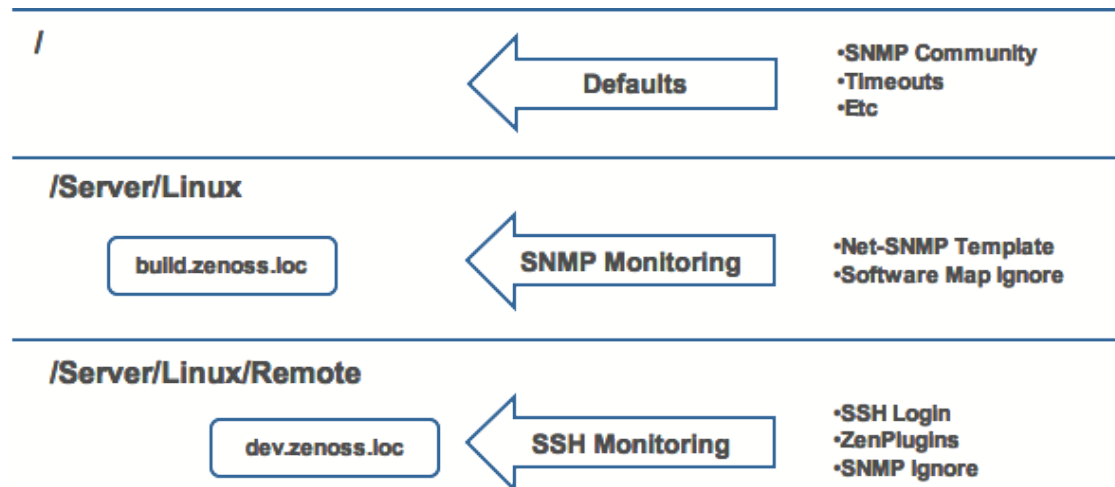 /
Defaults
•SNMP Community
•Timeouts
•Etc
/Server/Linux
build.zenoss.loc
SNMP Monitoring
•Net-SNMP Template
•Software Map Ignore
/Server/Linux/Remote
dev.zenoss.loc
SSH Monitoring
•SSH Login
•ZenPlugins
•SNMP Ignore